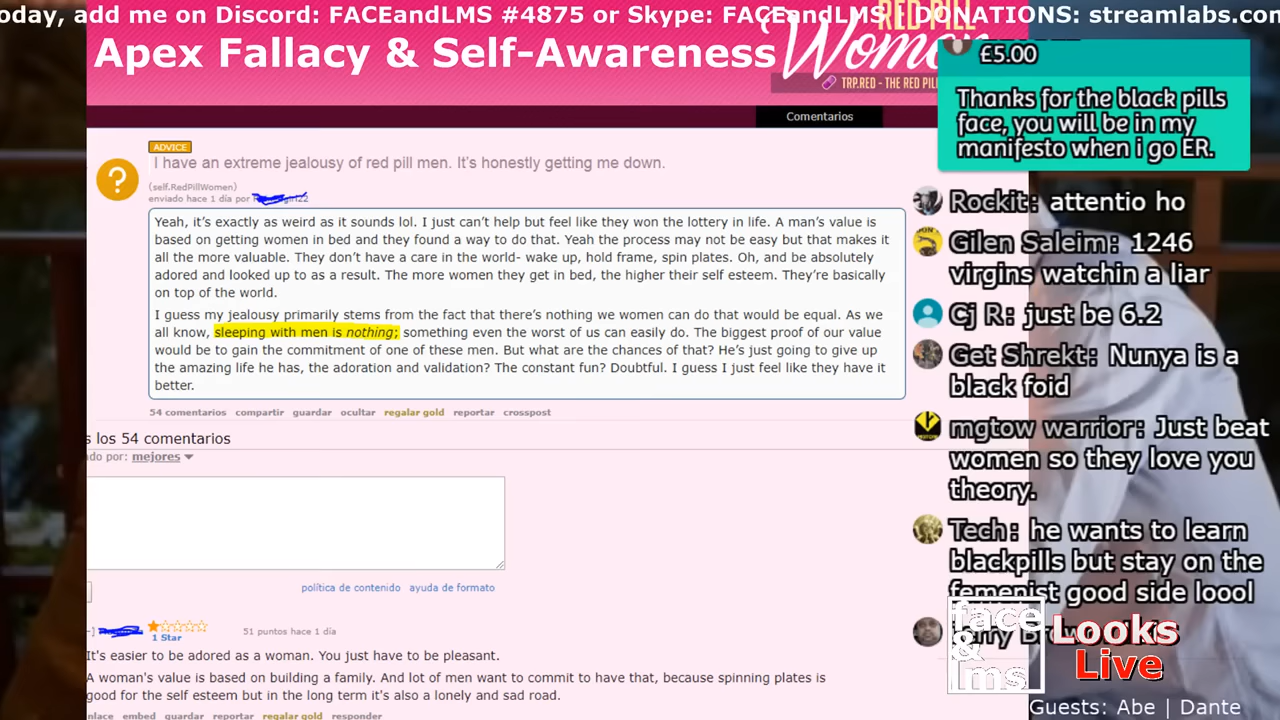 oday, add me on Discord: FACEandLMS #4875 or Skype: FACEandLMS - DONATIONS: streamlabs.com
Apex Fallacy & Self-Awareness
RED PILL
Women
TRP.RED - THE RED PILL
Comentarios
ADVICE
I have an extreme jealousy of red pill men. It's honestly getting me down.
(self.RedPillWomen)
enviado hace 1 día por
?
Yeah, it's exactly as weird as it sounds lol. I just can't help but feel like they won the lottery in life. A man's value is
based on getting women in bed and they found a way to do that. Yeah the process may not be easy but that makes it
all the more valuable. They don't have a care in the world- wake up, hold frame, spin plates. Oh, and be absolutely
adored and looked up to as a result. The more women they get in bed, the higher their self esteem. They're basically
on top of the world.
I guess my jealousy primarily stems from the fact that there's nothing we women can do that would be equal. As we
all know, sleeping with men is nothing; something even the worst of us can easily do. The biggest proof of our value
would be to gain the commitment of one of these men. But what are the chances of that? He's just going to give up
the amazing life he has, the adoration and validation? The constant fun? Doubtful. I guess I just feel like they have it
better.
54 comentarios compartir guardar ocultar regalar gold reportar crosspost
s los 54 comentarios
do por: mejores
política de contenido ayuda de formato
1 Star
51 puntos hace 1 día
It's easier to be adored as a woman. You just have to be pleasant.
A woman's value is based on building a family. And lot of men want to commit to have that, because spinning plates is
good for the self esteem but in the long term it's also a lonely and sad road.
nlace embed guardar reportar regalar gold responder
£5.00
Thanks for the black pills
face, you will be in my
manifesto when i go ER.
Rockit: attentio ho
Gilen Saleim: 1246
virgins watchin a liar
Cj R: just be 6.2
Get Shrekt: Nunya is a
black foid
mgtow warrior: Just beat
women so they love you
theory.
Tech: he wants to learn
blackpills but stay on the
femenist good side loool
face
&
lms
Looks
Live
Guests: Abe | Dante